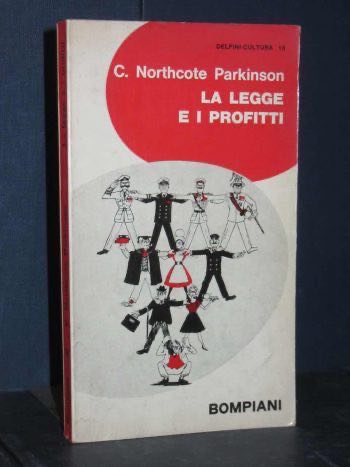 DELFINI-CULTURA 18
C. Northcote Parkinson
LA LEGGE
E I PROFITTI
BOMPIANI